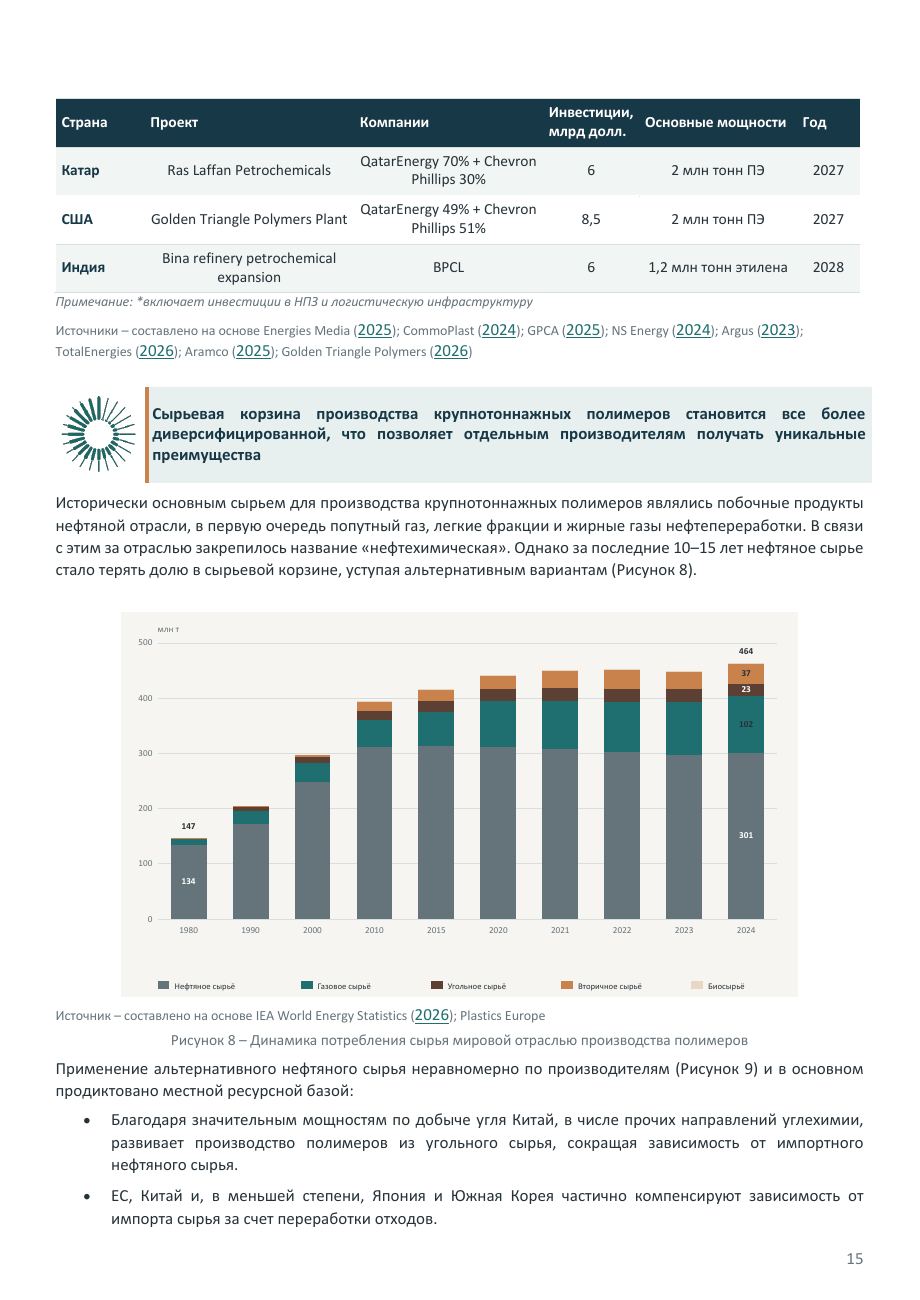 Страна Проект Компании Инвестиции, млрд долл. Основные мощности Год
Катар Ras Laffan Petrochemicals QatarEnergy 70% + Chevron Phillips 30% 6 2 млн тонн ПЭ 2027
США Golden Triangle Polymers Plant QatarEnergy 49% + Chevron Phillips 51% 8,5 2 млн тонн ПЭ 2027
Индия Bina refinery petrochemical expansion BPCL 6 1,2 млн тонн этилена 2028
Примечание: *включает инвестиции в НПЗ и логистическую инфраструктуру
Источники – составлено на основе Energies Media (2025); CommoPlast (2024); GPCA (2025); NS Energy (2024); Argus (2023);
TotalEnergies (2026); Aramco (2025); Golden Triangle Polymers (2026)
Сырьевая корзина производства крупнотоннажных полимеров становится все более
диверсифицированной, что позволяет отдельным производителям получать уникальные
преимущества
Исторически основным сырьем для производства крупнотоннажных полимеров являлись побочные продукты
нефтяной отрасли, в первую очередь попутный газ, легкие фракции и жирные газы нефтепереработки. В связи
с этим за отраслью закрепилось название «нефтехимическая». Однако за последние 10–15 лет нефтяное сырье
стало терять долю в сырьевой корзине, уступая альтернативным вариантам (Рисунок 8).
млн т
500
464
37
23
400
102
300
200
147
301
134
100
0
1980 1990 2000 2010 2015 2020 2021 2022 2023 2024
Нефтяное сырьё Газовое сырьё Угольное сырьё Вторичное сырьё Биосырьё
Источник – составлено на основе IEA World Energy Statistics (2026); Plastics Europe
Рисунок 8 – Динамика потребления сырья мировой отраслью производства полимеров
Применение альтернативного нефтяного сырья неравномерно по производителям (Рисунок 9) и в основном
продиктовано местной ресурсной базой:
• Благодаря значительным мощностям по добыче угля Китай, в числе прочих направлений углехимии,
развивает производство полимеров из угольного сырья, сокращая зависимость от импортного
нефтяного сырья.
• ЕС, Китай и, в меньшей степени, Япония и Южная Корея частично компенсируют зависимость от
импорта сырья за счет переработки отходов.
15